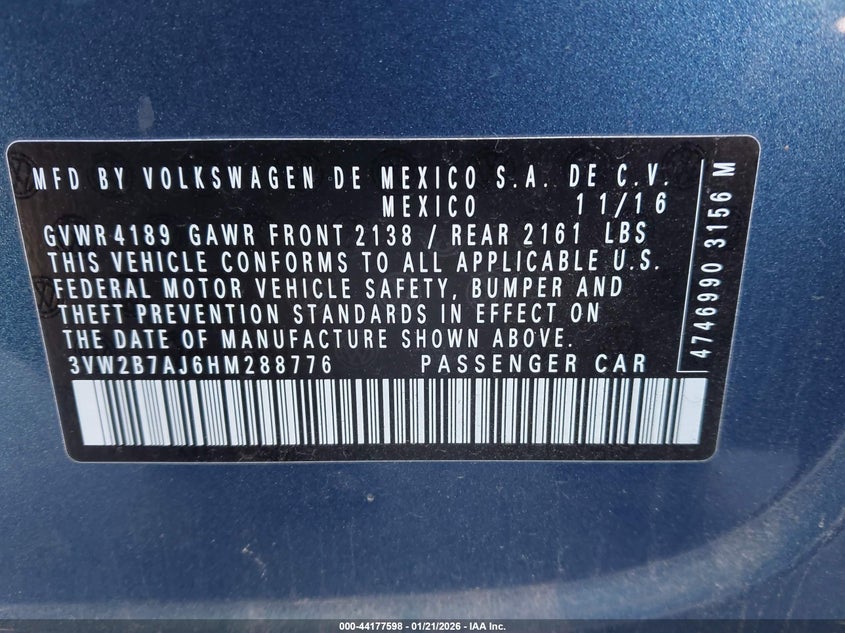 MFD BY VOLKSWAGEN DE MEXICO S.A. DE C.V.
MEXICO 11/16
GVWR 4189 GAWR FRONT 2138 / REAR 2161 LBS
THIS VEHICLE CONFORMS TO ALL APPLICABLE U.S.
FEDERAL MOTOR VEHICLE SAFETY, BUMPER AND
THEFT PREVENTION STANDARDS IN EFFECT ON
THE DATE OF MANUFACTURE SHOWN ABOVE.
3VW2B7AJ6HM288776 PASSENGER CAR
4746990 3156 M
000-44177598 - 01/21/2026 - IAA Inc.